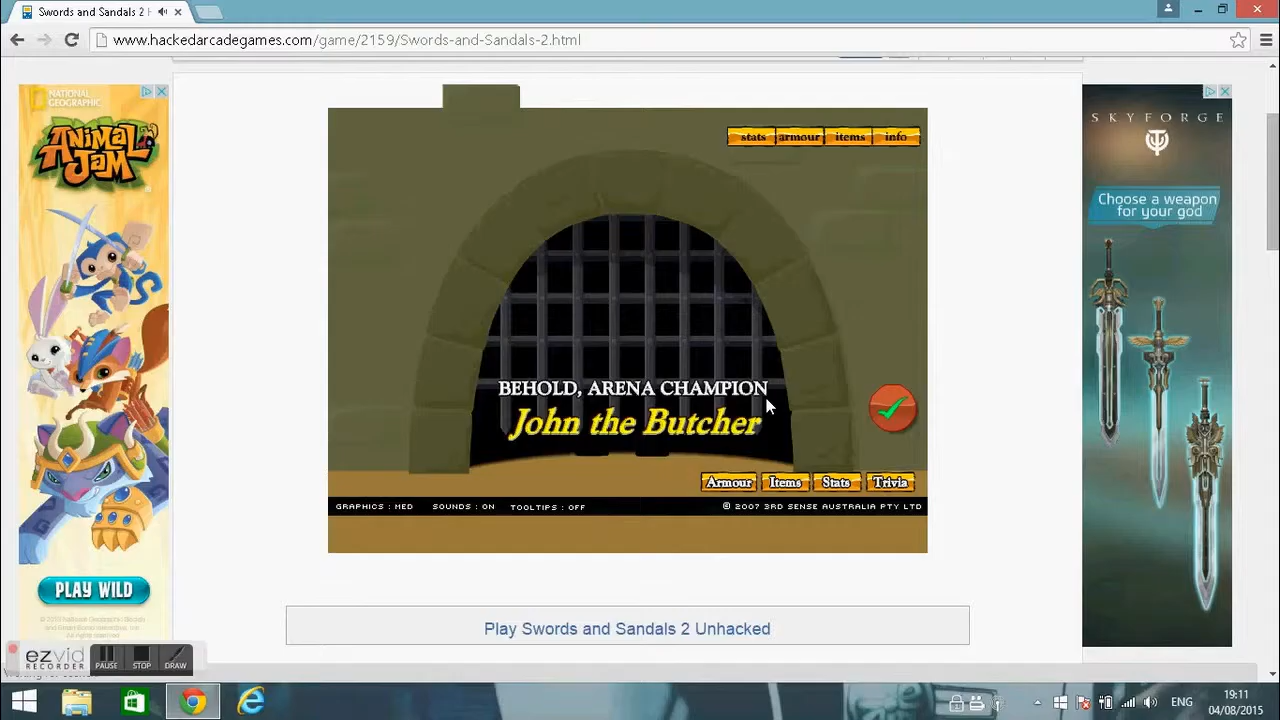 Swords and Sandals 2 H
www.hackedarcadegames.com/game/2159/Swords-and-Sandals-2.html
NATIONAL
GEOGRAPHIC
ANIMAL
JAM
PLAY WILD
stats armour items info
BEHOLD, ARENA CHAMPION
John the Butcher
Armour Items Stats Trivia
GRAPHICS : MED SOUNDS : ON TOOLTIPS : OFF © 2007 3RD SENSE AUSTRALIA PTY LTD
Play Swords and Sandals 2 Unhacked
SKYFORGE
Choose a weapon
for your god
ezvid
RECORDER
PAUSE STOP DRAW
ENG
19:11
04/08/2015